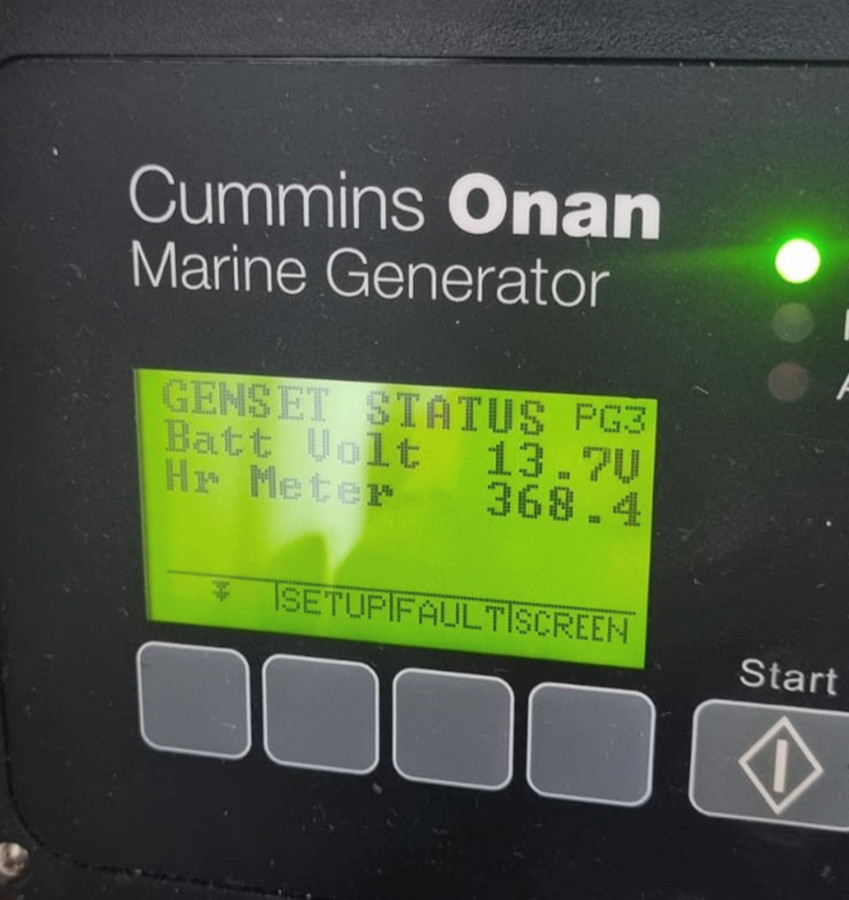 Cummins Onan
Marine Generator
GENSET STATUS PG3
Batt Volt 13.7V
Hr Meter 368.4
SETUP FAULT SCREEN
Start